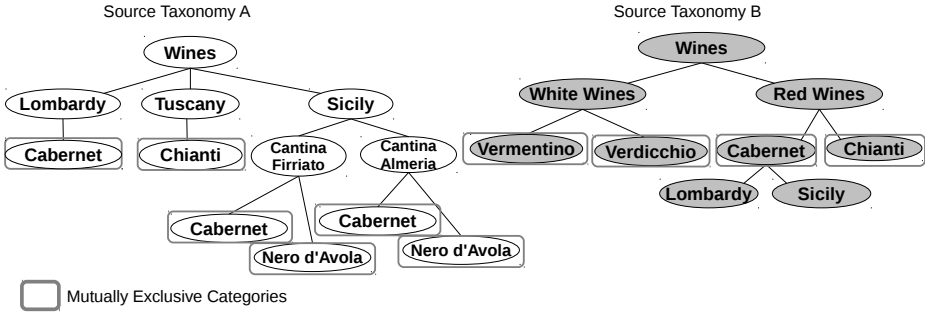 Source Taxonomy A
Wines
Lombardy
Tuscany
Sicily
Cabernet
Chianti
Cantina
Firriato
Cantina
Almeria
Cabernet
Nero d'Avola
Cabernet
Nero d'Avola
Source Taxonomy B
Wines
White Wines
Red Wines
Vermentino
Verdicchio
Cabernet
Chianti
Lombardy
Sicily
Mutually Exclusive Categories